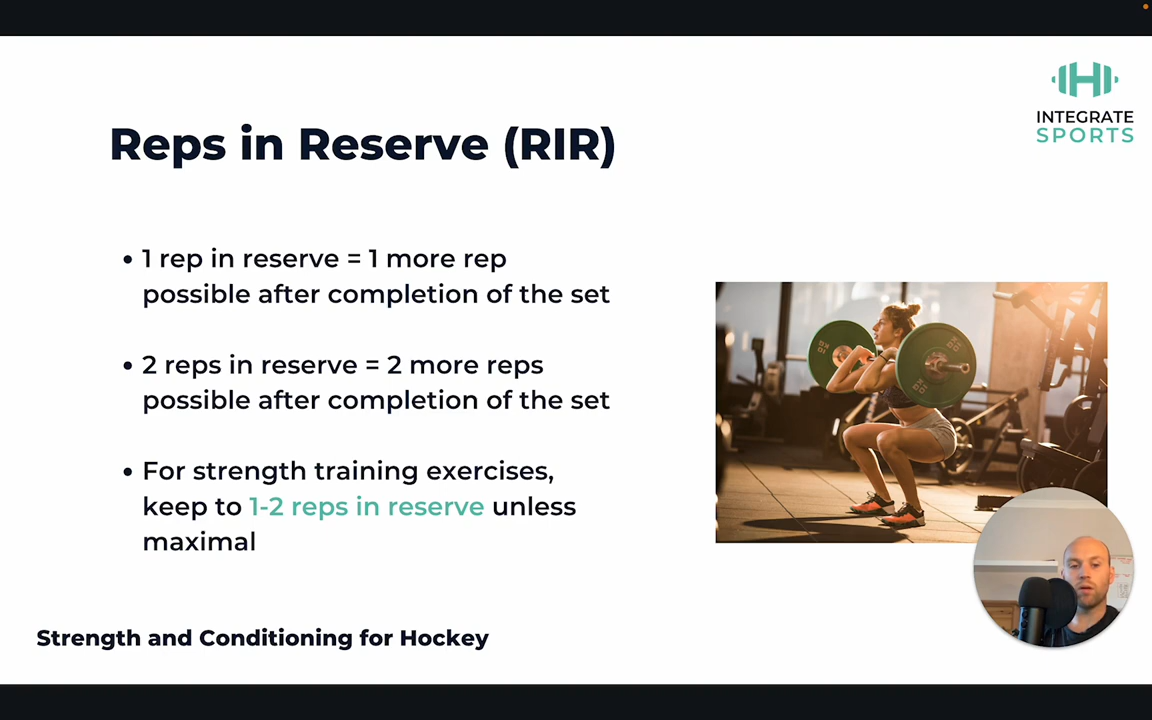 INTEGRATE
SPORTS
Reps in Reserve (RIR)
• 1 rep in reserve = 1 more rep
possible after completion of the set
• 2 reps in reserve = 2 more reps
possible after completion of the set
• For strength training exercises,
keep to 1-2 reps in reserve unless
maximal
Strength and Conditioning for Hockey